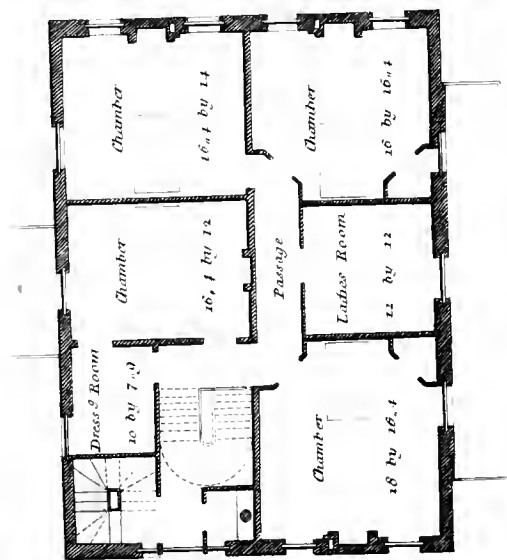 Chamber
16„4 by 14
Chamber
16 by 16„4
Chamber
16„4 by 12
Passage
Ladies Room
12 by 12
Dressg Room
10 by 7„9
Chamber
18 by 16„4